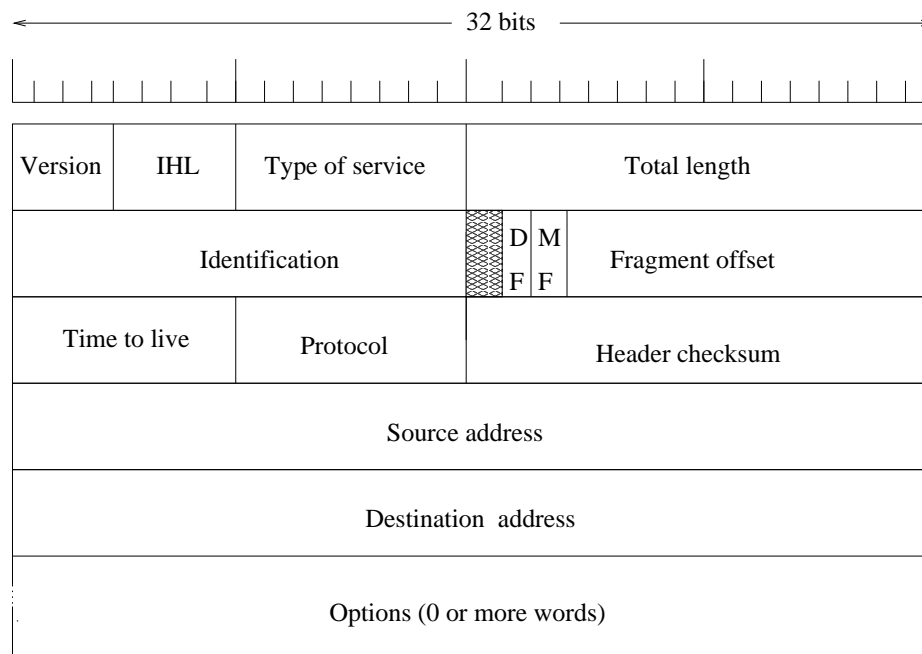 32 bits
Version IHL Type of service Total length
Identification D F M F Fragment offset
Time to live Protocol Header checksum
Source address
Destination address
Options (0 or more words)